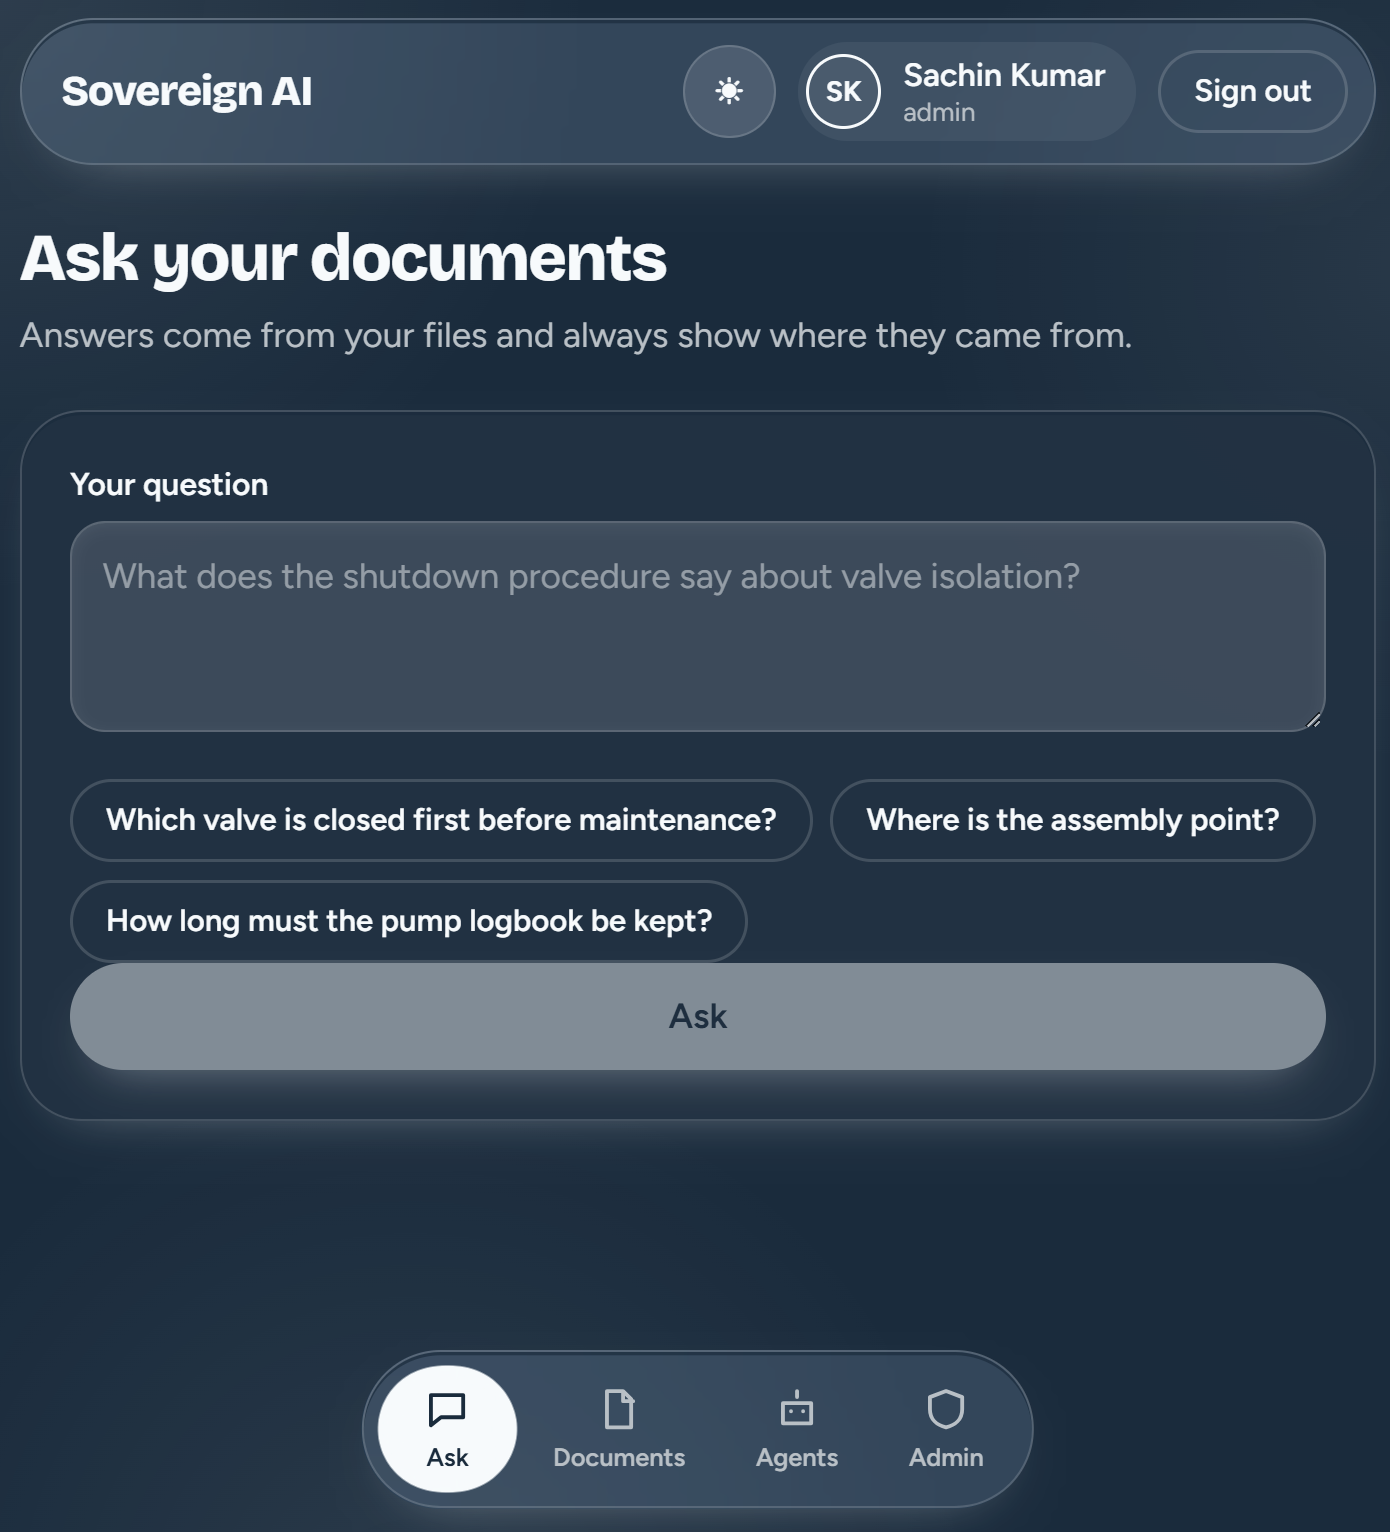 Sovereign AI
SK
Sachin Kumar
admin
Sign out
Ask your documents
Answers come from your files and always show where they came from.
Your question
What does the shutdown procedure say about valve isolation?
Which valve is closed first before maintenance?
Where is the assembly point?
How long must the pump logbook be kept?
Ask
Ask
Documents
Agents
Admin